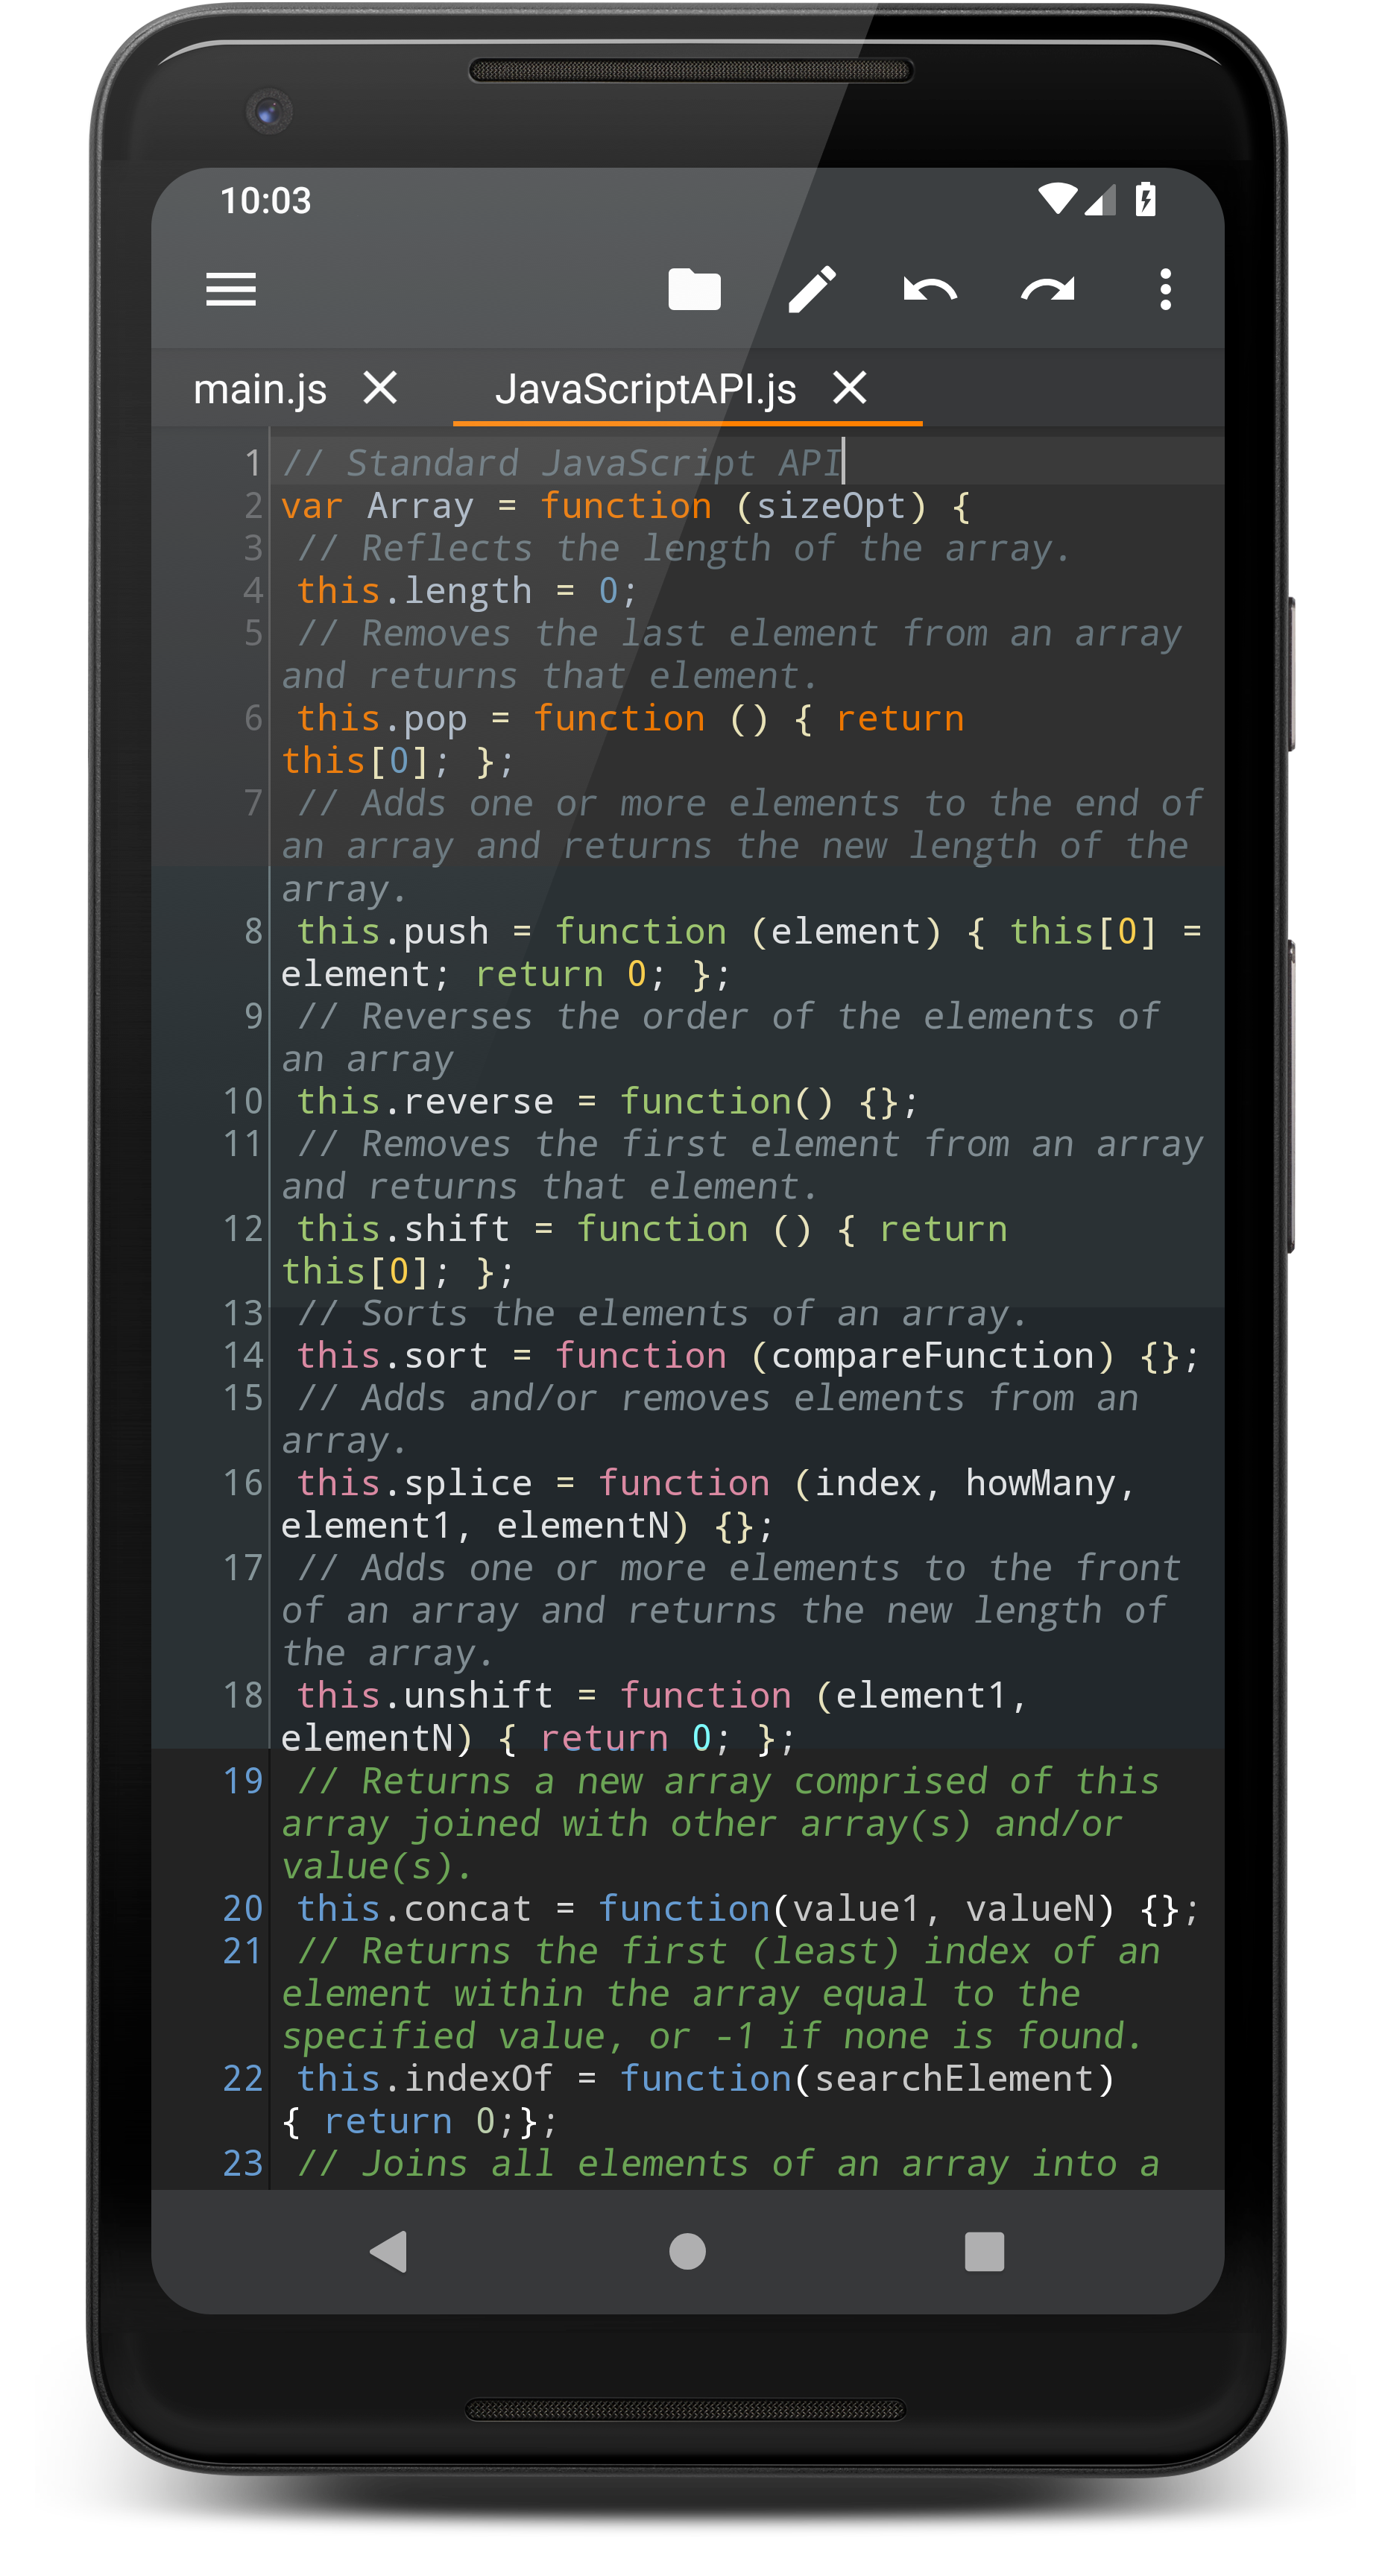 10:03
main.js JavaScriptAPI.js
1 // Standard JavaScript API
2 var Array = function (sizeOpt) {
3 // Reflects the length of the array.
4 this.length = 0;
5 // Removes the last element from an array
and returns that element.
6 this.pop = function () { return
this[0]; };
7 // Adds one or more elements to the end of
an array and returns the new length of the
array.
8 this.push = function (element) { this[0] =
element; return 0; };
9 // Reverses the order of the elements of
an array
10 this.reverse = function() {};
11 // Removes the first element from an array
and returns that element.
12 this.shift = function () { return
this[0]; };
13 // Sorts the elements of an array.
14 this.sort = function (compareFunction) {};
15 // Adds and/or removes elements from an
array.
16 this.splice = function (index, howMany,
element1, elementN) {};
17 // Adds one or more elements to the front
of an array and returns the new length of
the array.
18 this.unshift = function (element1,
elementN) { return 0; };
19 // Returns a new array comprised of this
array joined with other array(s) and/or
value(s).
20 this.concat = function(value1, valueN) {};
21 // Returns the first (least) index of an
element within the array equal to the
specified value, or -1 if none is found.
22 this.indexOf = function(searchElement)
{ return 0;};
23 // Joins all elements of an array into a